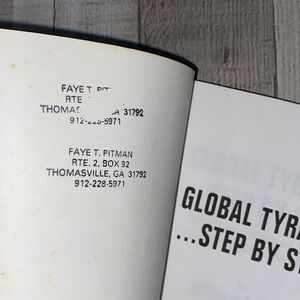 FAYE T.
RTE.
31792
912-228-5971
FAYE T. PITMAN
RTE. 2, BOX 92
THOMASVILLE, GA 31792
912-228-5971
GLOBAL
...STEP BY